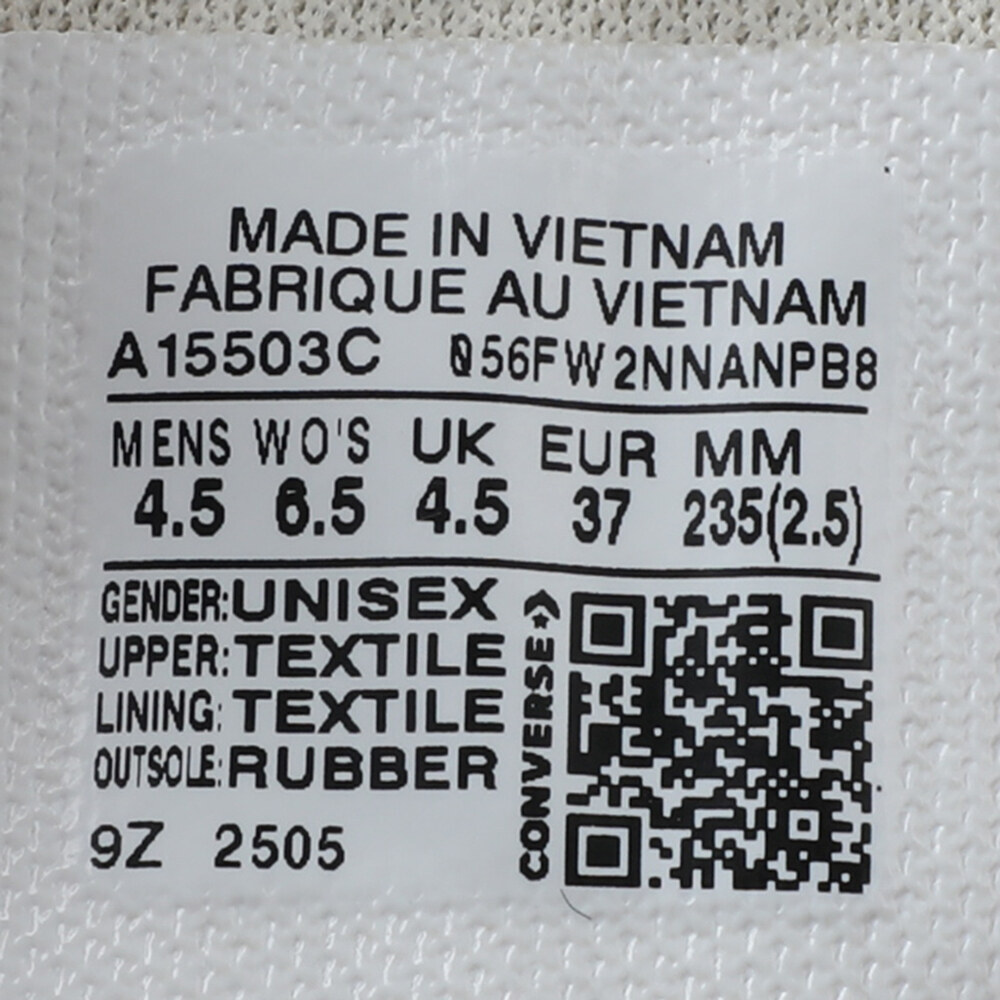 MADE IN VIETNAM
FABRIQUE AU VIETNAM
A15503C 056FW2NNANPB8
MENS WO'S UK EUR MM
4.5 6.5 4.5 37 235(2.5)
GENDER:UNISEX
UPPER:TEXTILE
LINING:TEXTILE
OUTSOLE:RUBBER
9Z 2505
CONVERSE